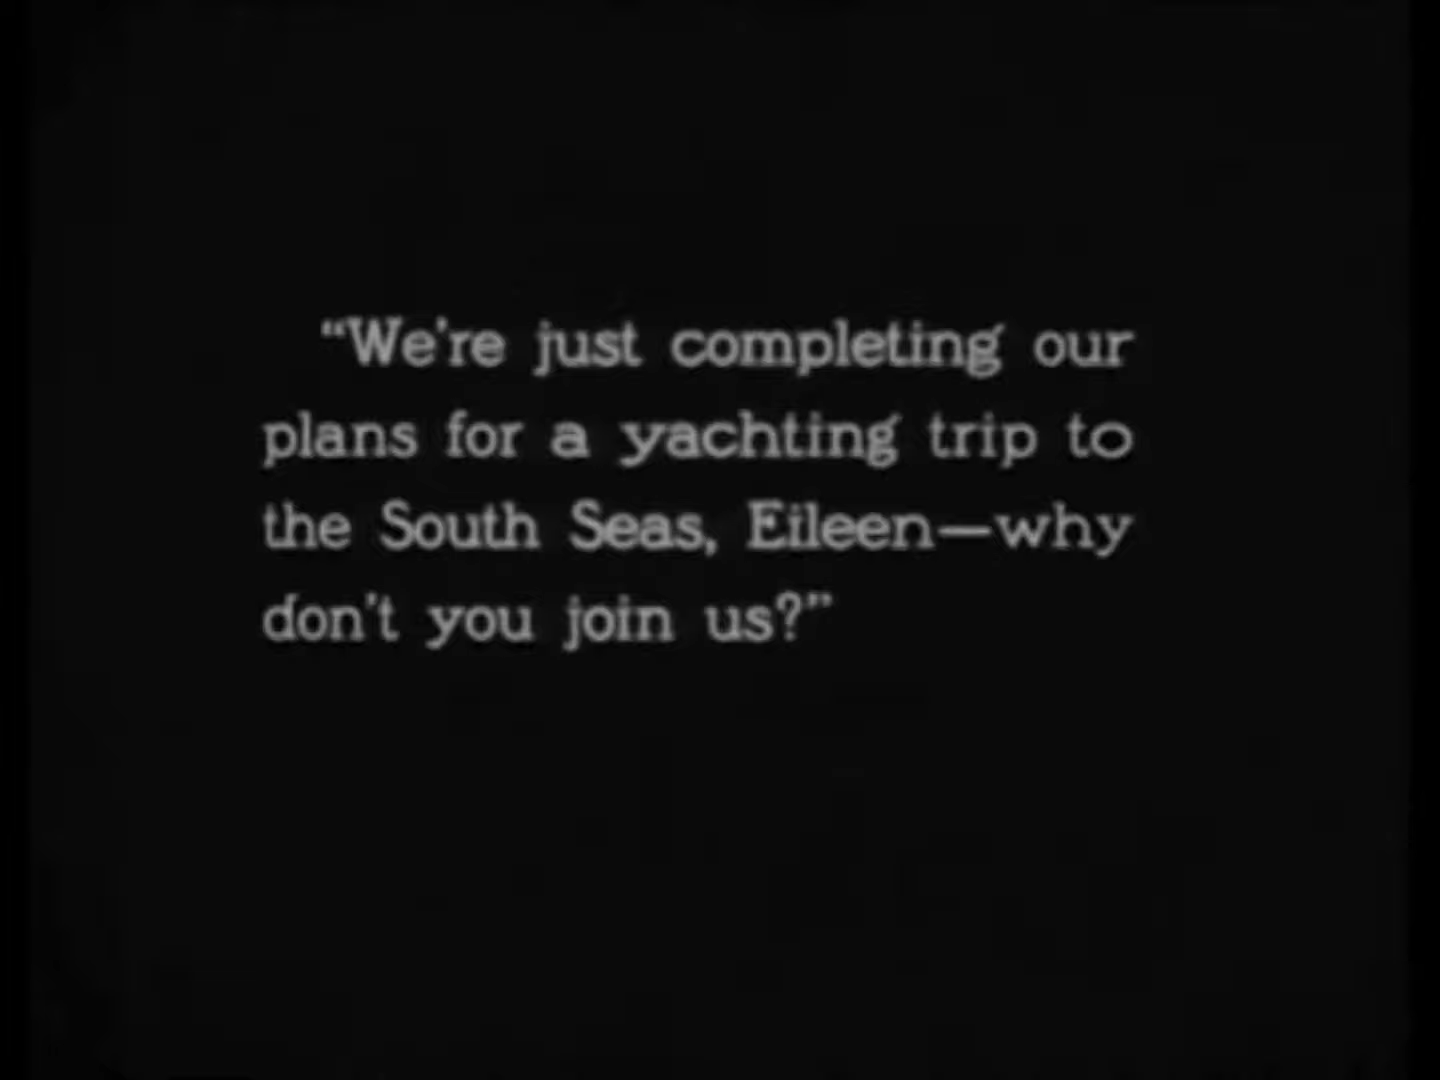 “We’re just completing our
plans for a yachting trip to
the South Seas, Eileen—why
don’t you join us?”